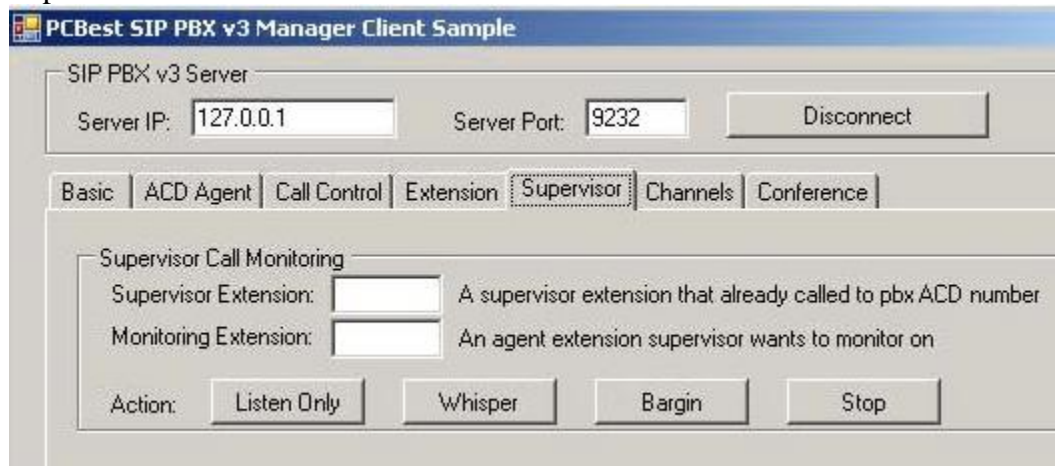 PCBest SIP PBX v3 Manager Client Sample
SIP PBX v3 Server
Server IP: 127.0.0.1 Server Port: 9232 Disconnect
Basic ACD Agent Call Control Extension Supervisor Channels Conference
Supervisor Call Monitoring
Supervisor Extension: A supervisor extension that already called to pbx ACD number
Monitoring Extension: An agent extension supervisor wants to monitor on
Action: Listen Only Whisper Bargin Stop